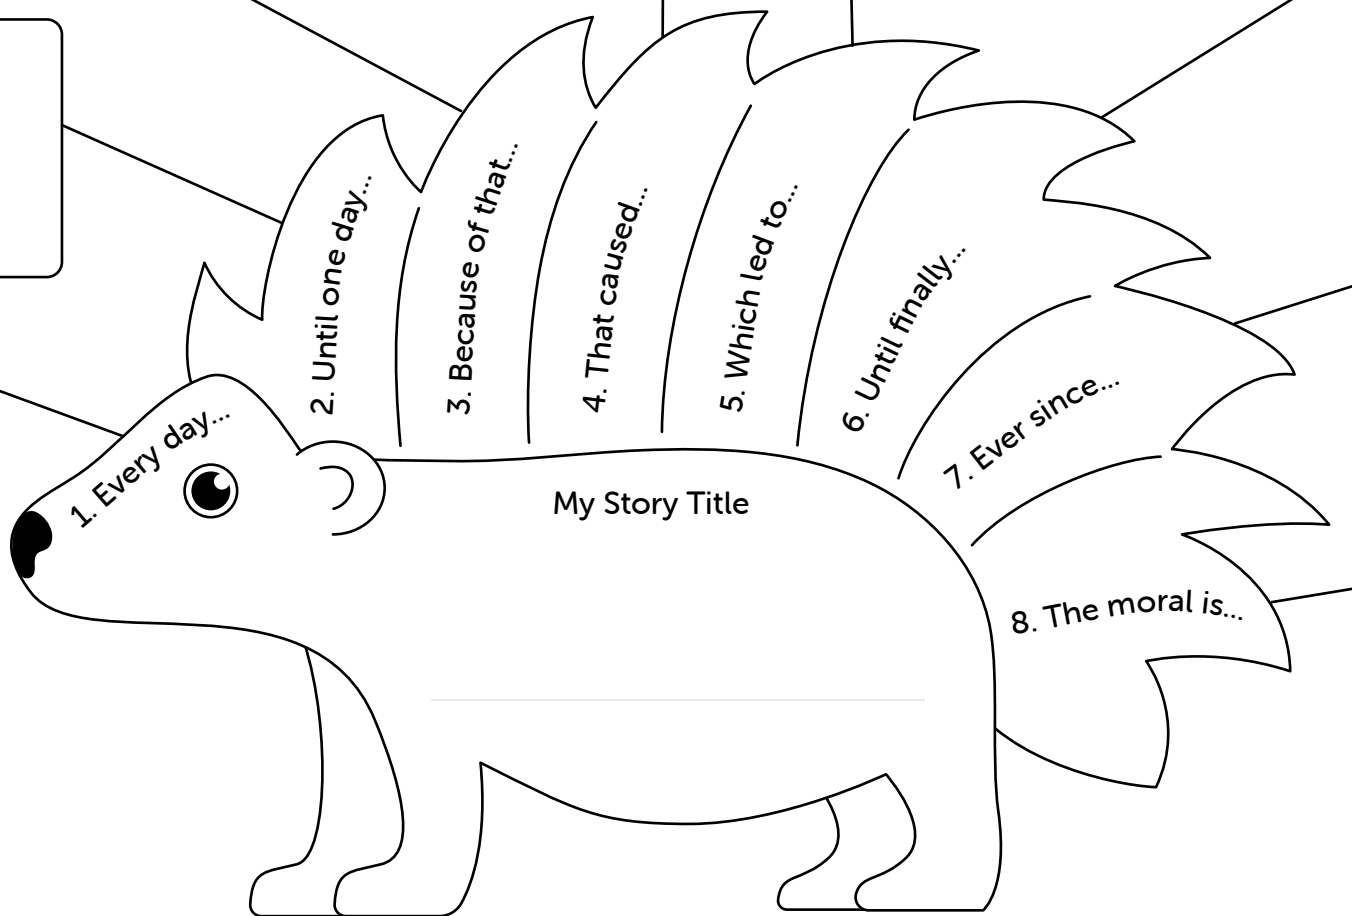 1. Every day...
2. Until one day...
3. Because of that...
4. That caused...
5. Which led to...
6. Until finally...
7. Ever since...
8. The moral is...
My Story Title